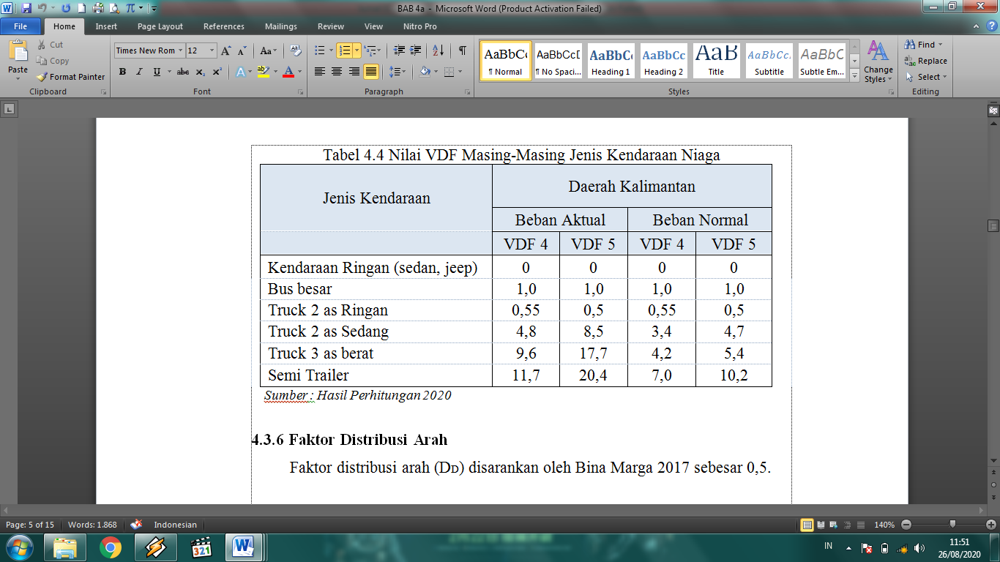 BAB 4a - Microsoft Word (Product Activation Failed)
File Home Insert Page Layout References Mailings Review View Nitro Pro
Paste
Cut
Copy
Format Painter
Clipboard
Times New Rom 12
Font
Paragraph
AaBbCc AaBbCcD AaBbCc AaBbCc AaB AaBbCc. AaBbC
¶ Normal ¶ No Spaci... Heading 1 Heading 2 Title Subtitle Subtle Em...
Styles
Change Styles
Find
Replace
Select
Editing
Tabel 4.4 Nilai VDF Masing-Masing Jenis Kendaraan Niaga
Jenis Kendaraan Daerah Kalimantan
Beban Aktual Beban Normal
VDF 4 VDF 5 VDF 4 VDF 5
Kendaraan Ringan (sedan, jeep) 0 0 0 0
Bus besar 1,0 1,0 1,0 1,0
Truck 2 as Ringan 0,55 0,5 0,55 0,5
Truck 2 as Sedang 4,8 8,5 3,4 4,7
Truck 3 as berat 9,6 17,7 4,2 5,4
Semi Trailer 11,7 20,4 7,0 10,2
Sumber : Hasil Perhitungan 2020
4.3.6 Faktor Distribusi Arah
Faktor distribusi arah (DD) disarankan oleh Bina Marga 2017 sebesar 0,5.
Page: 5 of 15 Words: 1.868 Indonesian 140%
321
IN 11:51
26/08/2020